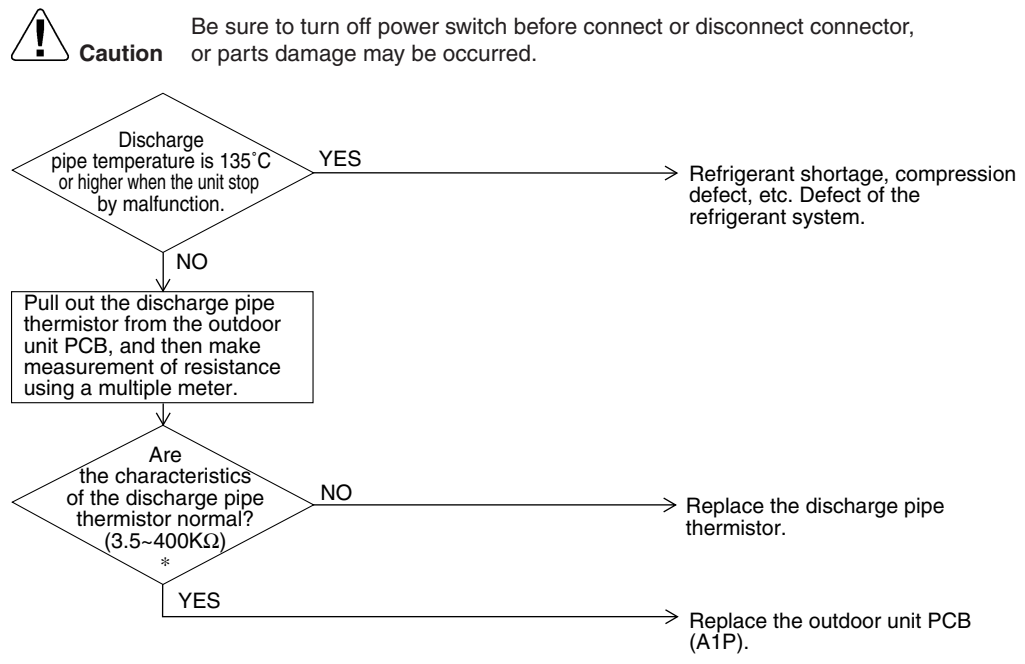 Be sure to turn off power switch before connect or disconnect connector,
Caution or parts damage may be occurred.
Discharge
pipe temperature is 135˚C
or higher when the unit stop
by malfunction.
YES
Refrigerant shortage, compression
defect, etc. Defect of the
refrigerant system.
NO
Pull out the discharge pipe
thermistor from the outdoor
unit PCB, and then make
measurement of resistance
using a multiple meter.
Are
the characteristics
of the discharge pipe
thermistor normal?
(3.5~400KΩ)
*
NO
Replace the discharge pipe
thermistor.
YES
Replace the outdoor unit PCB
(A1P).